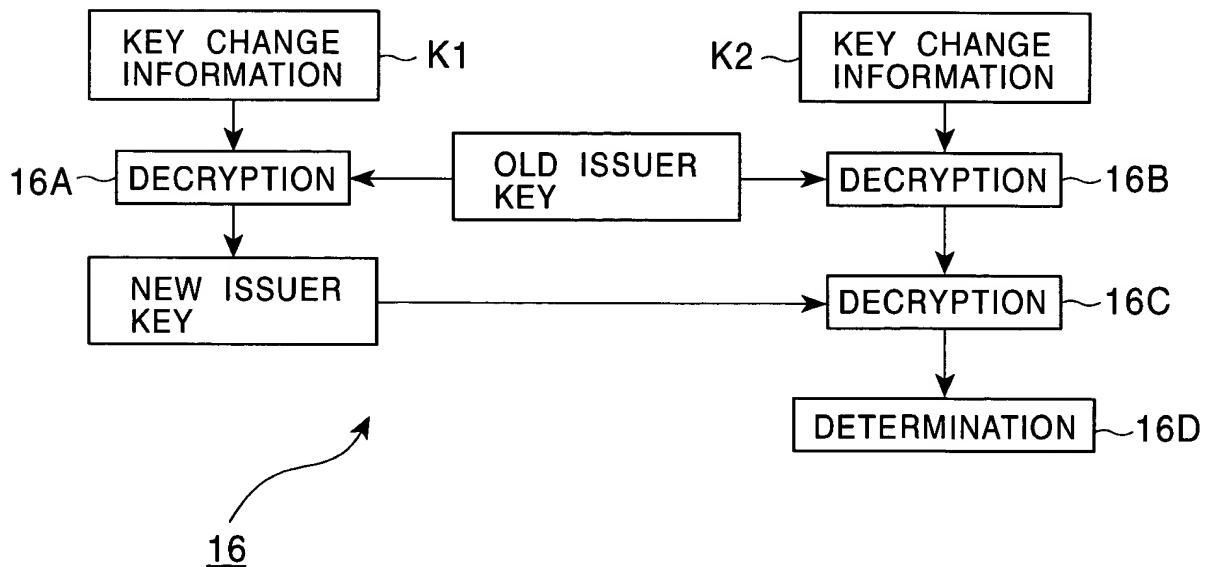 KEY CHANGE
INFORMATION
K1
K2
KEY CHANGE
INFORMATION
16A
DECRYPTION
OLD ISSUER
KEY
DECRYPTION
16B
NEW ISSUER
KEY
DECRYPTION
16C
DETERMINATION
16D
16